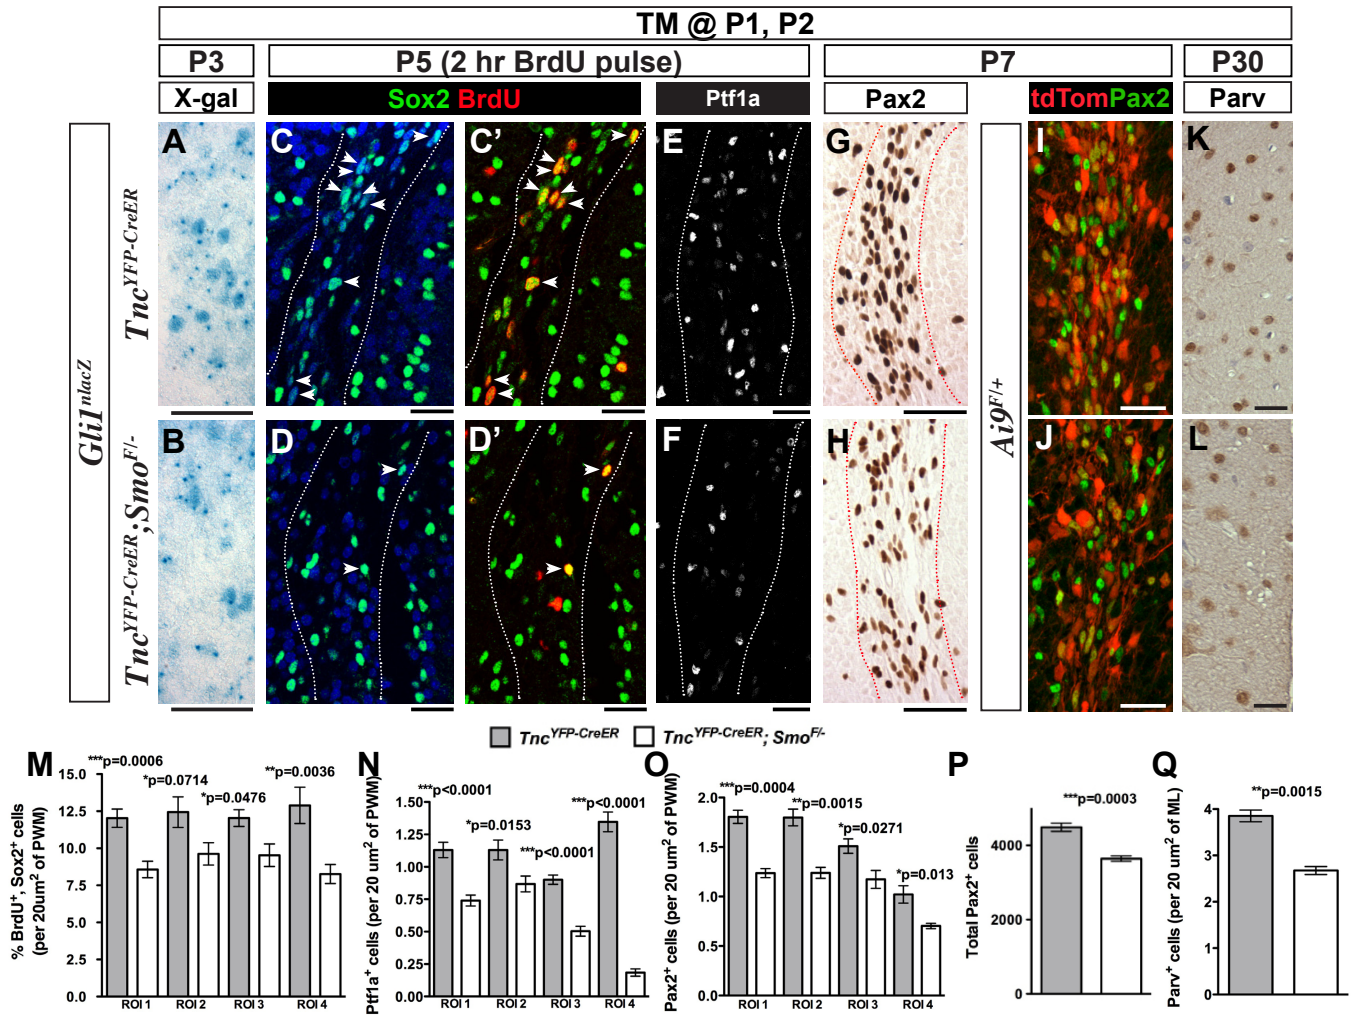 TM @ P1, P2
P3 P5 (2 hr BrdU pulse) P7 P30
X-gal Sox2 BrdU Ptf1a Pax2 tdTomPax2 Parv
Gli1nlacZ
TncYFP-CreER
TncYFP-CreER;SmoF/-
Ai9F/+
A C C' E G I K
B D D' F H J L
TncYFP-CreER TncYFP-CreER; SmoF/-
M
% BrdU+, Sox2+ cells
(per 20um2 of PWM)
***p=0.0006
*p=0.0714
*p=0.0476
**p=0.0036
15.0
12.5
10.0
7.5
5.0
2.5
0.0
ROI 1 ROI 2 ROI 3 ROI 4
N
Ptf1a+ cells (per 20 um2 of PWM)
***p<0.0001
*p=0.0153
***p<0.0001
***p<0.0001
1.50
1.25
1.00
0.75
0.50
0.25
0.00
ROI 1 ROI 2 ROI 3 ROI 4
O
Pax2+ cells (per 20 um2 of PWM)
***p=0.0004
**p=0.0015
*p=0.0271
*p=0.013
2.0
1.5
1.0
0.5
0.0
ROI 1 ROI 2 ROI 3 ROI 4
P
Total Pax2+ cells
***p=0.0003
4000
2000
0
Q
Parv+ cells (per 20 um2 of ML)
**p=0.0015
4
3
2
1
0